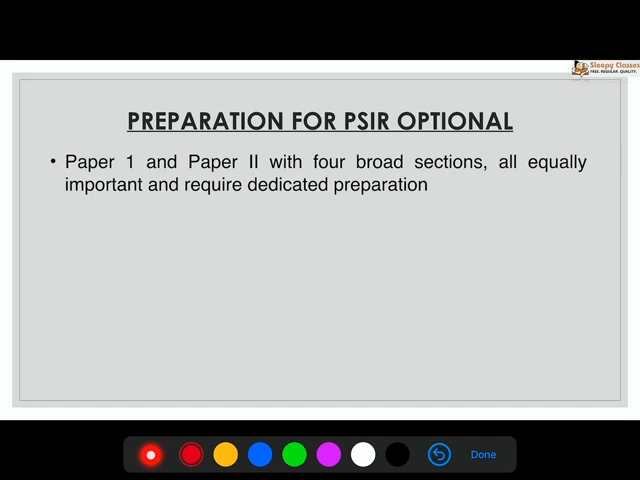 Sleepy Classes
FREE. REGULAR. QUALITY.
PREPARATION FOR PSIR OPTIONAL
• Paper 1 and Paper II with four broad sections, all equally
important and require dedicated preparation
Done